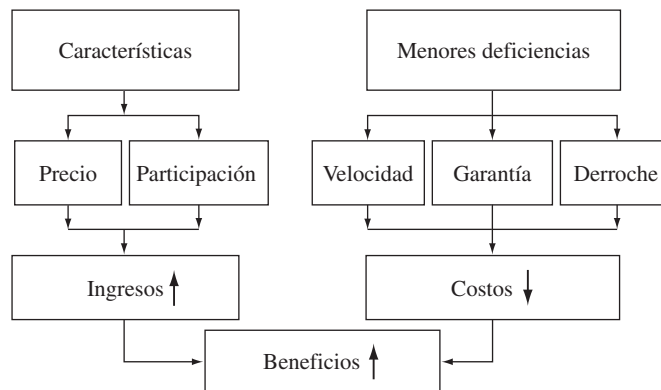 Características
Menores deficiencias
Precio
Participación
Velocidad
Garantía
Derroche
Ingresos
Costos
Beneficios